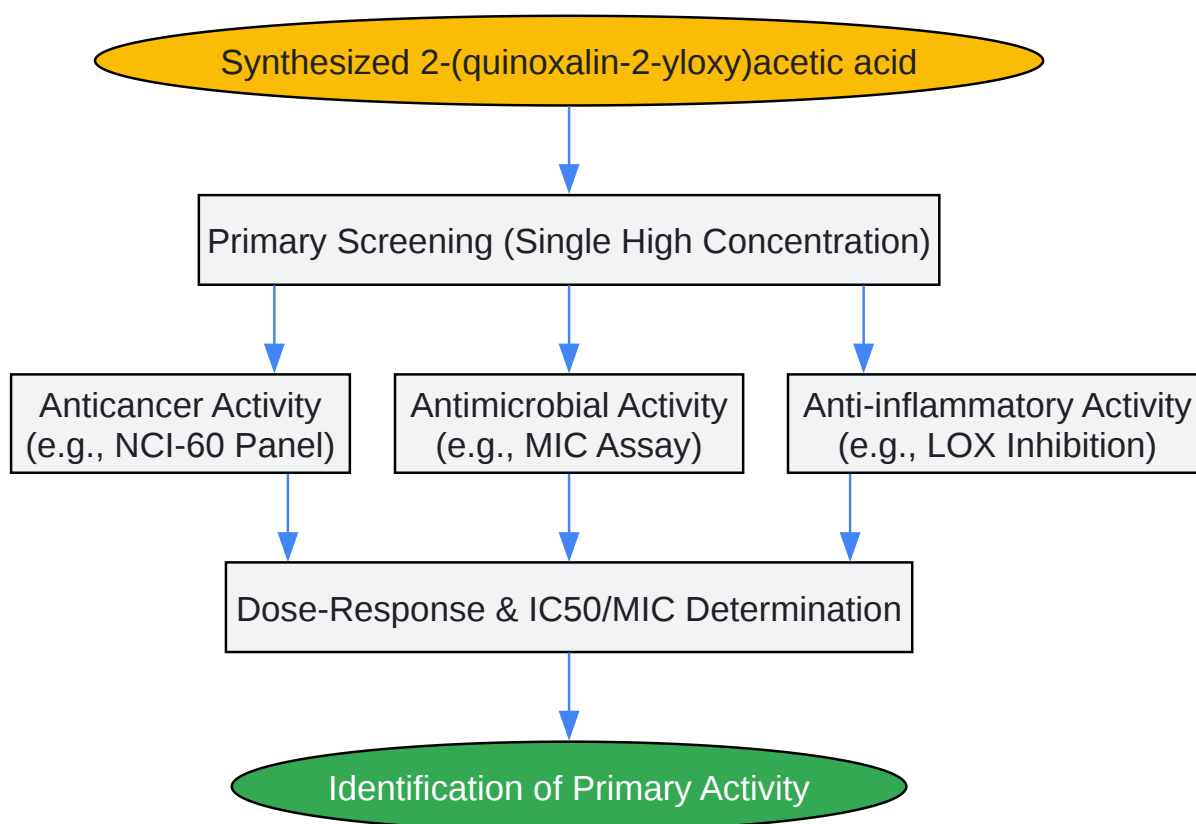 Synthesized 2-(quinoxalin-2-yloxy)acetic acid
Primary Screening (Single High Concentration)
Anticancer Activity
(e.g., NCI-60 Panel)
Antimicrobial Activity
(e.g., MIC Assay)
Anti-inflammatory Activity
(e.g., LOX Inhibition)
Dose-Response & IC50/MIC Determination
Identification of Primary Activity